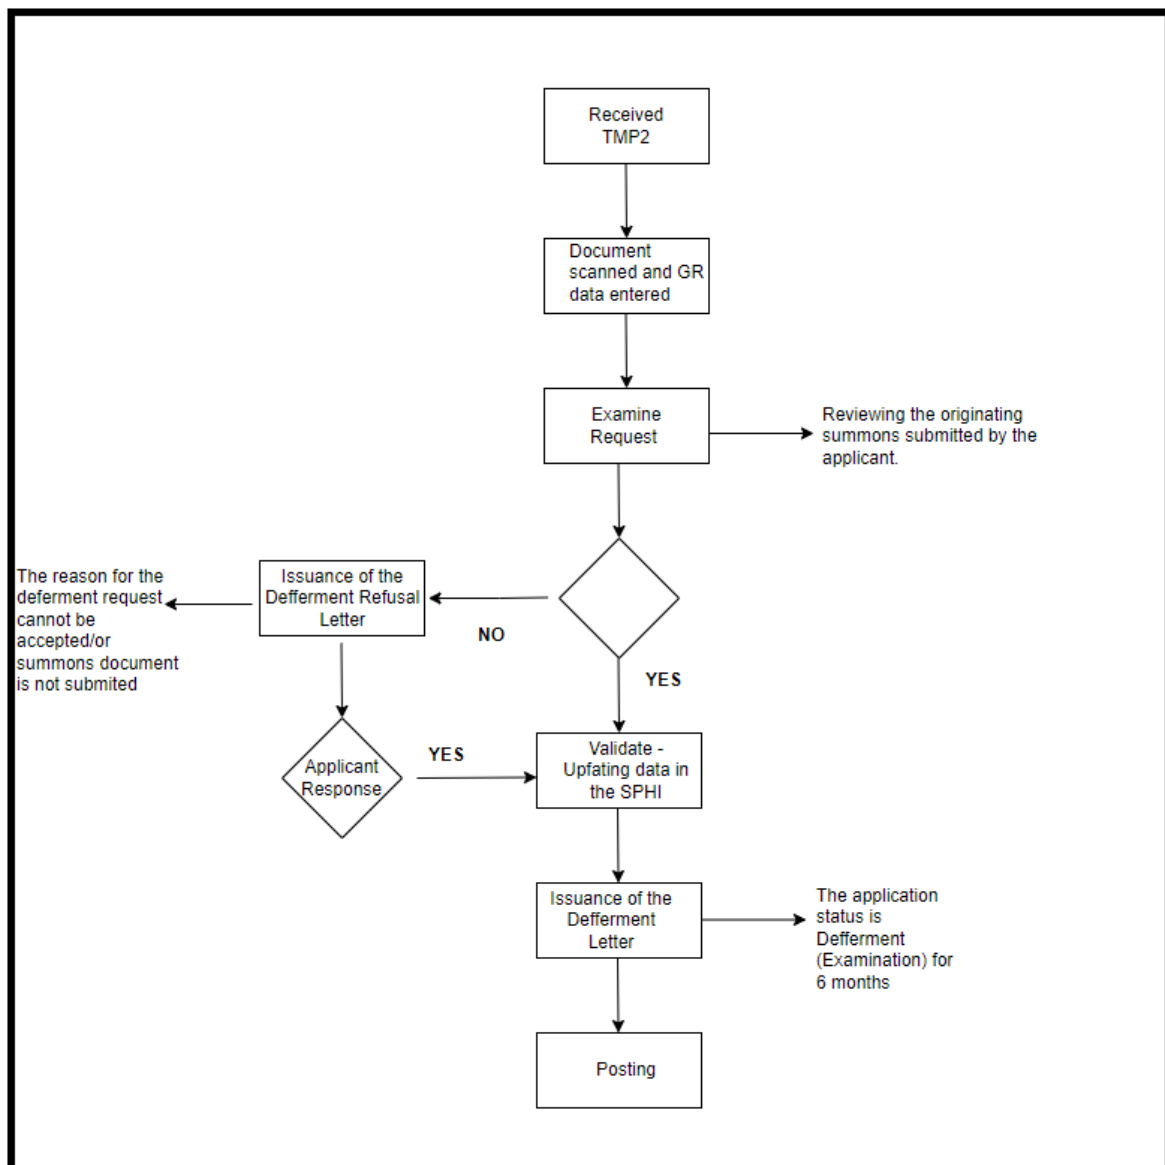 Received
TMP2
Document
scanned and GR
data entered
Examine
Request
Reviewing the originating
summons submitted by the
applicant.
The reason for the
deferment request
cannot be
accepted/or
summons document
is not submited
Issuance of the
Defferment Refusal
Letter
NO
YES
Applicant
Response
YES
Validate -
Upfating data in
the SPHI
Issuance of the
Defferment
Letter
The application
status is
Defferment
(Examination) for
6 months
Posting